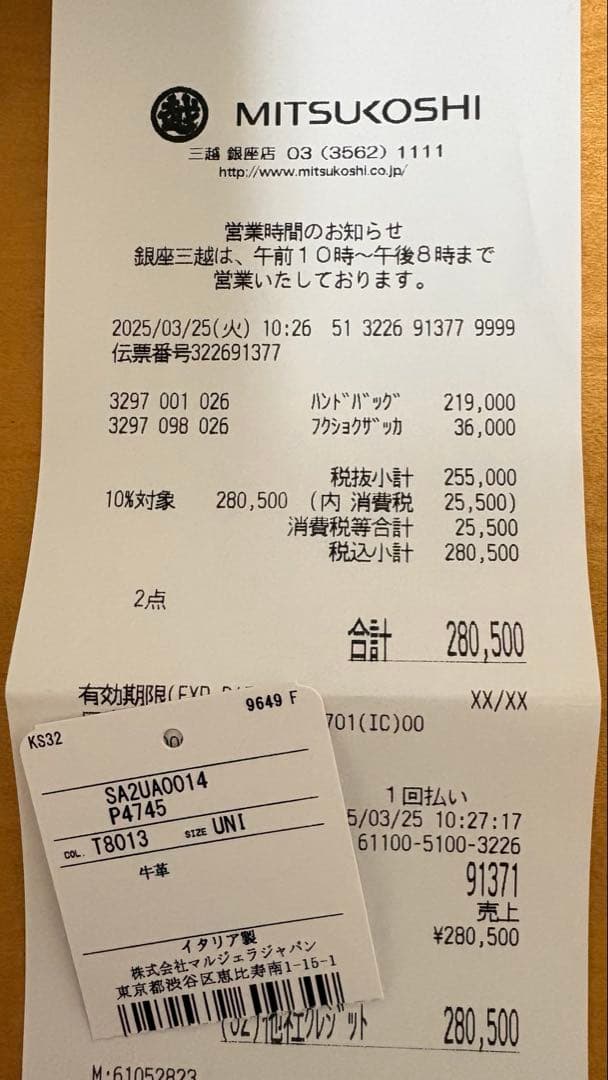 越 MITSUKOSHI
三越 銀座店 03 (3562) 1111
http://www.mitsukoshi.co.jp/
営業時間のお知らせ
銀座三越は、午前10時〜午後8時まで
営業いたしております。
2025/03/25(火) 10:26 51 3226 91377 9999
伝票番号322691377
3297 001 026 ハンドバッグ 219,000
3297 098 026 フクショクザッカ 36,000
税抜小計 255,000
10%対象 280,500 (内 消費税 25,500)
消費税等合計 25,500
税込小計 280,500
2点
合計 280,500
有効期限(EXP XX/XX
701(IC)00
1回払い
5/03/25 10:27:17
61100-5100-3226
91371
売上
¥280,500
クレジット 280,500
M:61052823
KS32 9649 F
SA2UA0014
P4745
COL. T8013 SIZE UNI
牛革
イタリア製
株式会社マルジェラジャパン
東京都渋谷区恵比寿南1-15-1